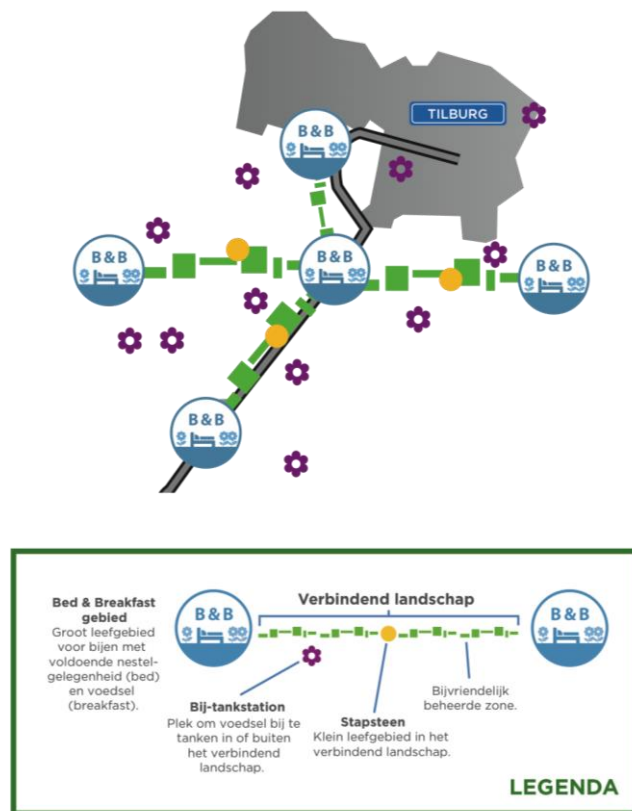 TILBURG
B & B
B & B
B & B
B & B
B & B
Bed & Breakfast
gebied
Groot leefgebied
voor bijen met
voldoende nestel-
gelegenheid (bed)
en voedsel
(breakfast).
B & B
Verbindend landschap
B & B
Bij-tankstation
Plek om voedsel bij te
tanken in of buiten
het verbindend
landschap.
Stapsteen
Klein leefgebied in het
verbindend landschap.
Bijvriendelijk
beheerde zone.
LEGENDA